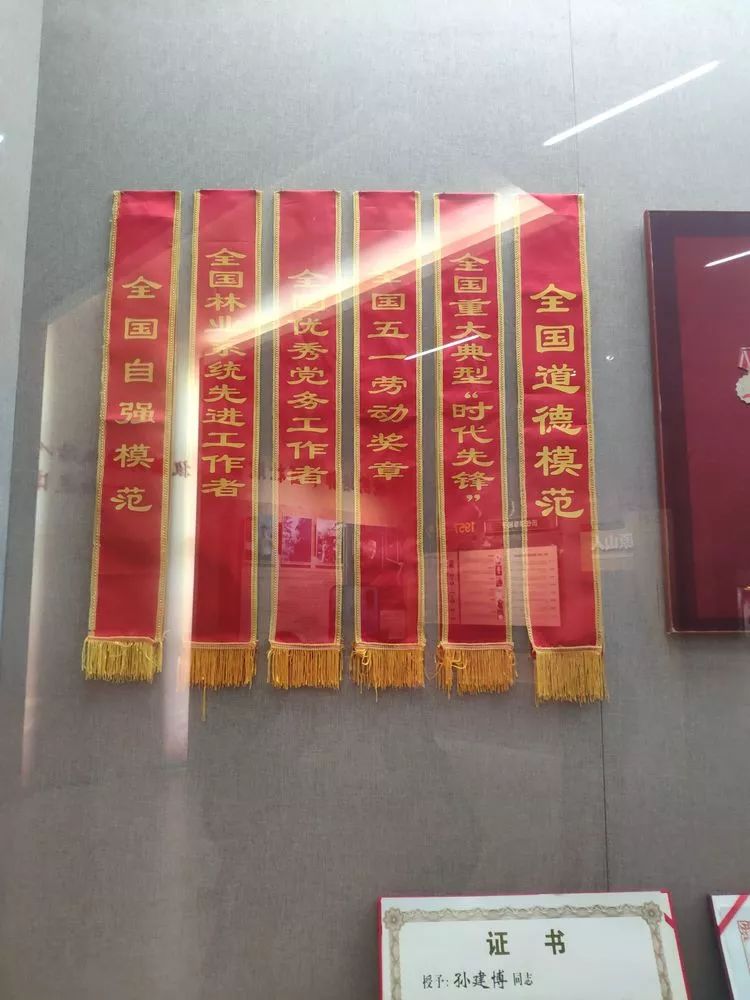 全国自强模范
全国林业系统先进工作者
全国优秀党务工作者
全国五一劳动奖章
全国重大典型“时代先锋”
全国道德模范
证书
授予：孙建博 同志